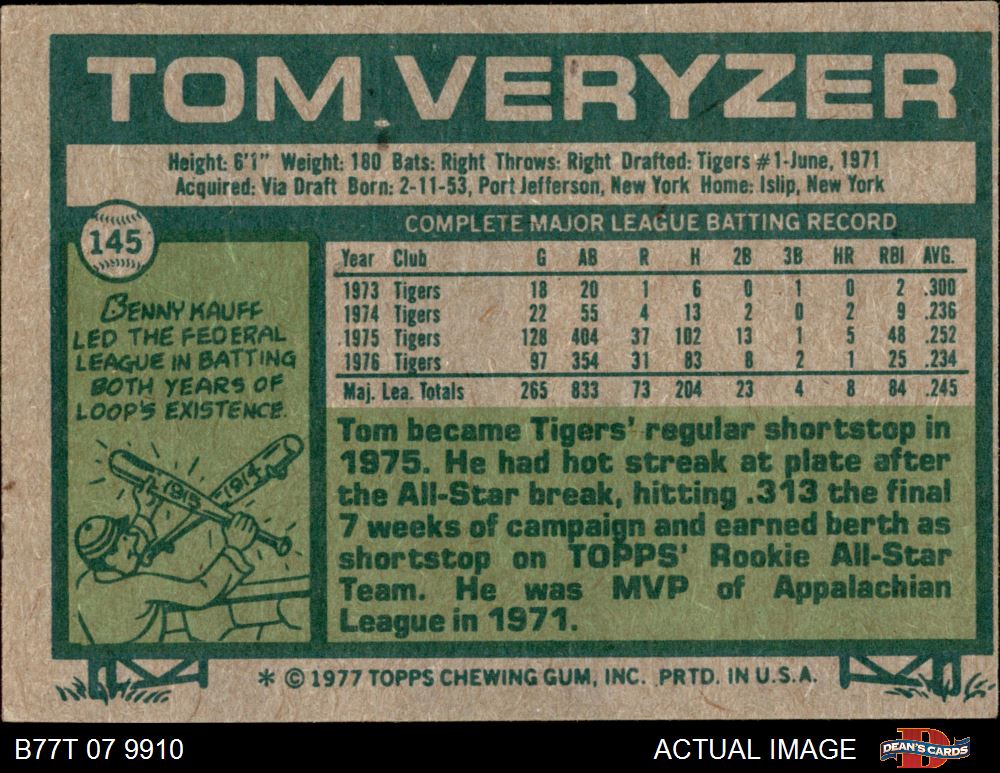 TOM VERYZER
Height: 6'1" Weight: 180 Bats: Right Throws: Right Drafted: Tigers #1-June, 1971
Acquired: Via Draft Born: 2-11-53, Port Jefferson, New York Home: Islip, New York
145
BENNY KAUFF
LED THE FEDERAL
LEAGUE IN BATTING
BOTH YEARS OF
LOOP'S EXISTENCE.
1915 1914
COMPLETE MAJOR LEAGUE BATTING RECORD
Year Club G AB R H 2B 3B HR RBI AVG.
1973 Tigers 18 20 1 6 0 1 0 2 .300
1974 Tigers 22 55 4 13 2 0 2 9 .236
1975 Tigers 128 404 37 102 13 1 5 48 .252
1976 Tigers 97 354 31 83 8 2 1 25 .234
Maj. Lea. Totals 265 833 73 204 23 4 8 84 .245
Tom became Tigers' regular shortstop in
1975. He had hot streak at plate after
the All-Star break, hitting .313 the final
7 weeks of campaign and earned berth as
shortstop on TOPPS' Rookie All-Star
Team. He was MVP of Appalachian
League in 1971.
* © 1977 TOPPS CHEWING GUM, INC. PRTD. IN U.S.A.
B77T 07 9910
ACTUAL IMAGE
DEAN'S CARDS